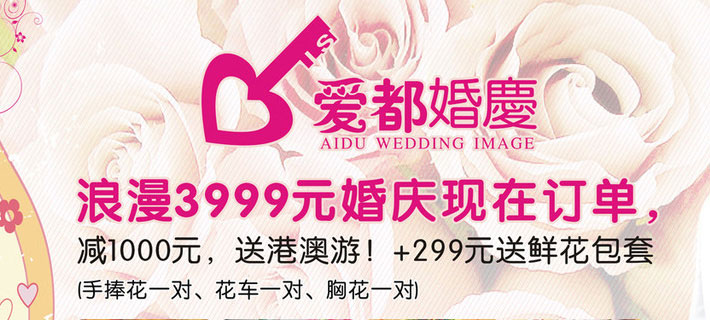 爱都婚慶
AIDU WEDDING IMAGE
浪漫3999元婚庆现在订单，
减1000元，送港澳游！+299元送鲜花包套
(手捧花一对、花车一对、胸花一对)